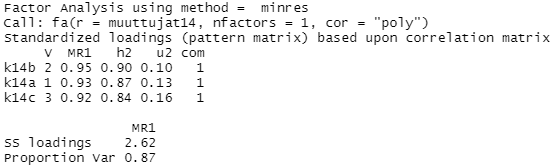 Factor Analysis using method =  minres
Call: fa(r = muuttujat14, nfactors = 1, cor = "poly")
Standardized loadings (pattern matrix) based upon correlation matrix
     V  MR1   h2   u2 com
k14b 2 0.95 0.90 0.10   1
k14a 1 0.93 0.87 0.13   1
k14c 3 0.92 0.84 0.16   1
                MR1
SS loadings    2.62
Proportion Var 0.87